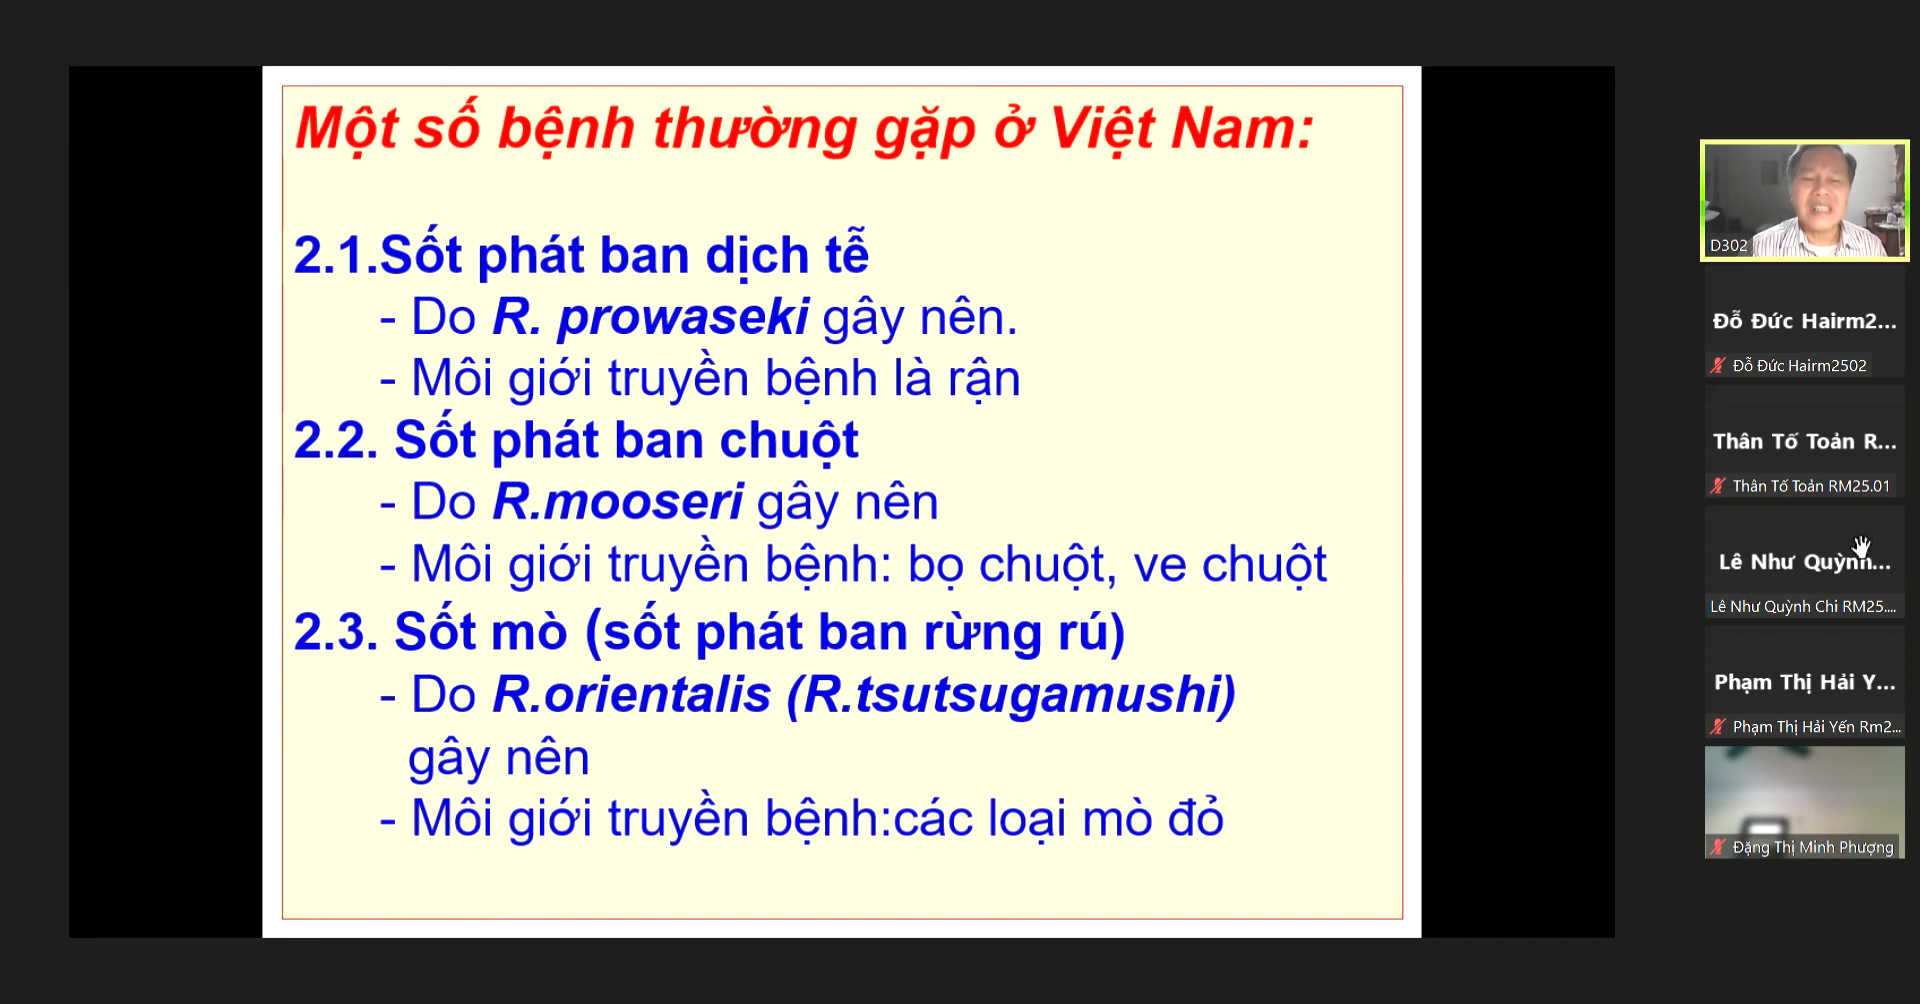 Một số bệnh thường gặp ở Việt Nam:
2.1.Sốt phát ban dịch tễ
- Do R. prowaseki gây nên.
- Môi giới truyền bệnh là rận
2.2. Sốt phát ban chuột
- Do R.mooseri gây nên
- Môi giới truyền bệnh: bọ chuột, ve chuột
2.3. Sốt mò (sốt phát ban rừng rú)
- Do R.orientalis (R.tsutsugamushi)
gây nên
- Môi giới truyền bệnh:các loại mò đỏ
D302
Đỗ Đức Hairm2...
Đỗ Đức Hairm2502
Thân Tố Toản R...
Thân Tố Toản RM25.01
Lê Như Quỳnh...
Lê Như Quỳnh Chi RM25....
Phạm Thị Hải Y...
Phạm Thị Hải Yến Rm2...
Đặng Thị Minh Phượng